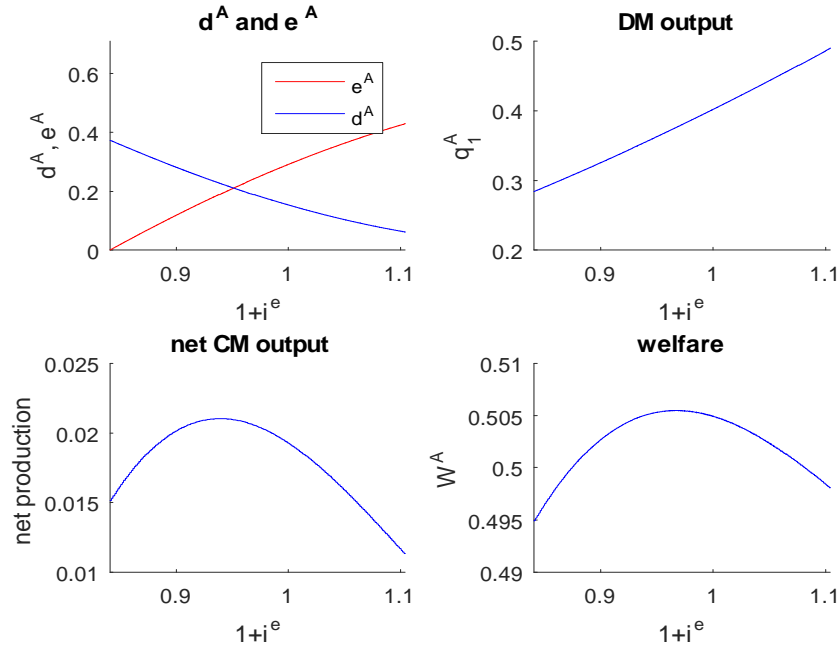 d^A and e^A
d^A, e^A
0.6
0.4
0.2
0
e^A
d^A
0.9 1 1.1
1+i^e
DM output
q_1^A
0.5
0.4
0.3
0.2
0.9 1 1.1
1+i^e
net CM output
net production
0.025
0.02
0.015
0.01
0.9 1 1.1
1+i^e
welfare
W^A
0.51
0.505
0.5
0.495
0.49
0.9 1 1.1
1+i^e